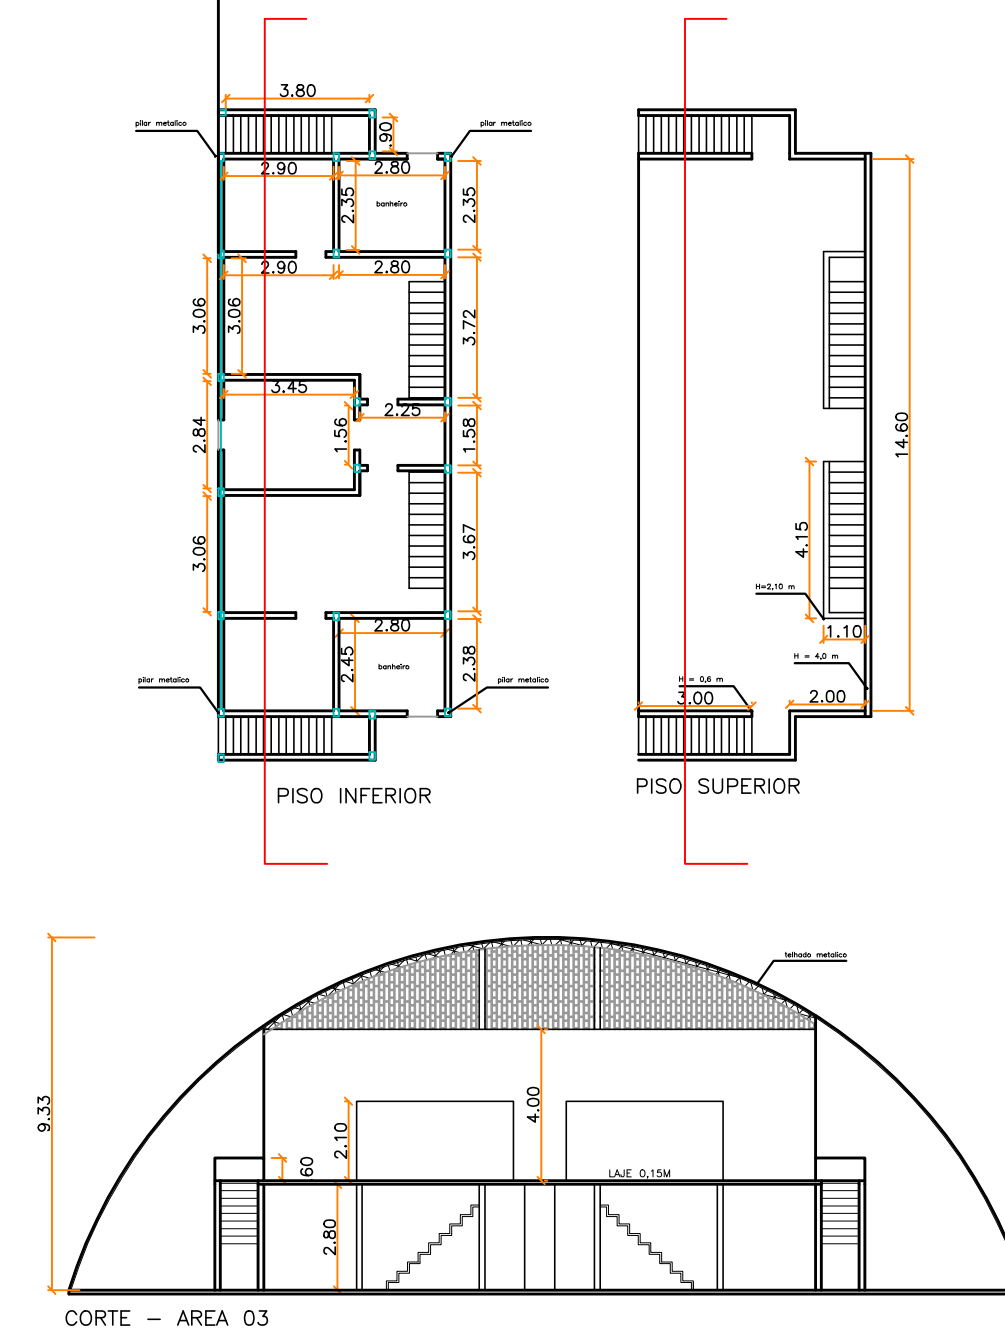 3.80
pilar metalico
.90
pilar metalico
2.90
2.80
2.35
banheiro
2.35
2.90
2.80
3.06
3.06
3.72
3.45
2.25
2.84
1.56
1.58
3.06
3.67
2.80
2.45
banheiro
2.38
pilar metalico
pilar metalico
PISO INFERIOR
14.60
4.15
H=2,10 m
1.10
H = 4,0 m
H = 0,6 m
3.00
2.00
PISO SUPERIOR
telhado metalico
9.33
4.00
2.10
60
LAJE 0,15M
2.80
CORTE – AREA 03